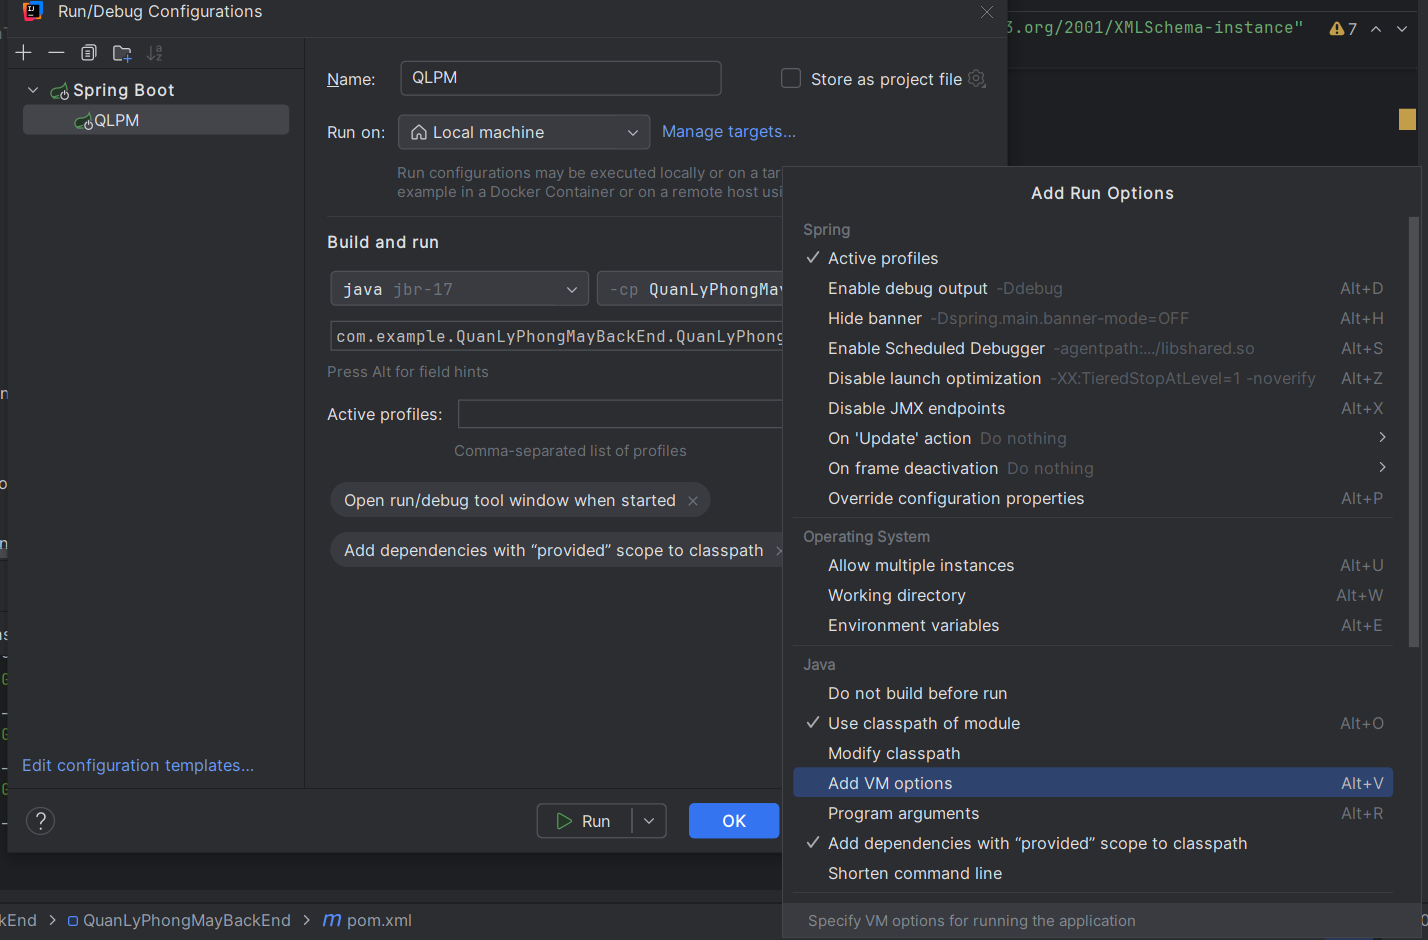 Run/Debug Configurations
3.org/2001/XMLSchema-instance"
7
Spring Boot
QLPM
Name:
QLPM
Store as project file
Run on:
Local machine
Manage targets...
Run configurations may be executed locally or on a tar
example in a Docker Container or on a remote host usi
Build and run
java jbr-17
-cp QuanLyPhongMay
com.example.QuanLyPhongMayBackEnd.QuanLyPhong
Press Alt for field hints
Active profiles:
Comma-separated list of profiles
Open run/debug tool window when started
Add dependencies with “provided” scope to classpath
Edit configuration templates...
?
Run
OK
Add Run Options
Spring
Active profiles
Enable debug output -Ddebug Alt+D
Hide banner -Dspring.main.banner-mode=OFF Alt+H
Enable Scheduled Debugger -agentpath:.../libshared.so Alt+S
Disable launch optimization -XX:TieredStopAtLevel=1 -noverify Alt+Z
Disable JMX endpoints Alt+X
On 'Update' action Do nothing
On frame deactivation Do nothing
Override configuration properties Alt+P
Operating System
Allow multiple instances Alt+U
Working directory Alt+W
Environment variables Alt+E
Java
Do not build before run
Use classpath of module Alt+O
Modify classpath
Add VM options Alt+V
Program arguments Alt+R
Add dependencies with “provided” scope to classpath
Shorten command line
Specify VM options for running the application
kEnd > QuanLyPhongMayBackEnd > m pom.xml